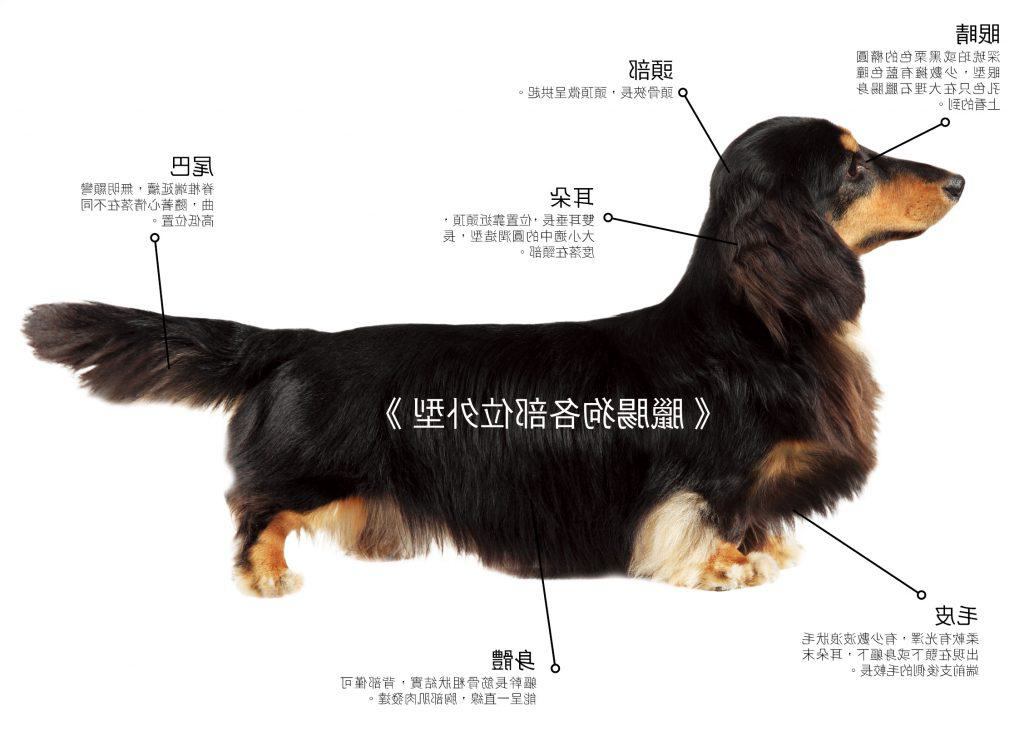 眼睛
深琥珀或黑栗色的橢圓
眼型，少數擁有藍色瞳
孔色只在大理石臘腸身
上看的到。
頭部
頭骨狹長，頭頂微呈拱起。
耳朵
雙耳垂長，位置靠近頭頂，
大小適中的圓潤造型，長
度落在頸部。
尾巴
脊椎端延續，無明顯彎
曲，隨著心情落在不同
高低位置。
《臘腸狗各部位外型》
毛皮
柔軟有光澤，有少數波浪狀毛
出現在顎下或身軀下，耳朵末
端前支後側的毛較長。
身體
軀幹長筋骨粗狀結實，背部僅可
能呈一直線，胸部肌肉發達。